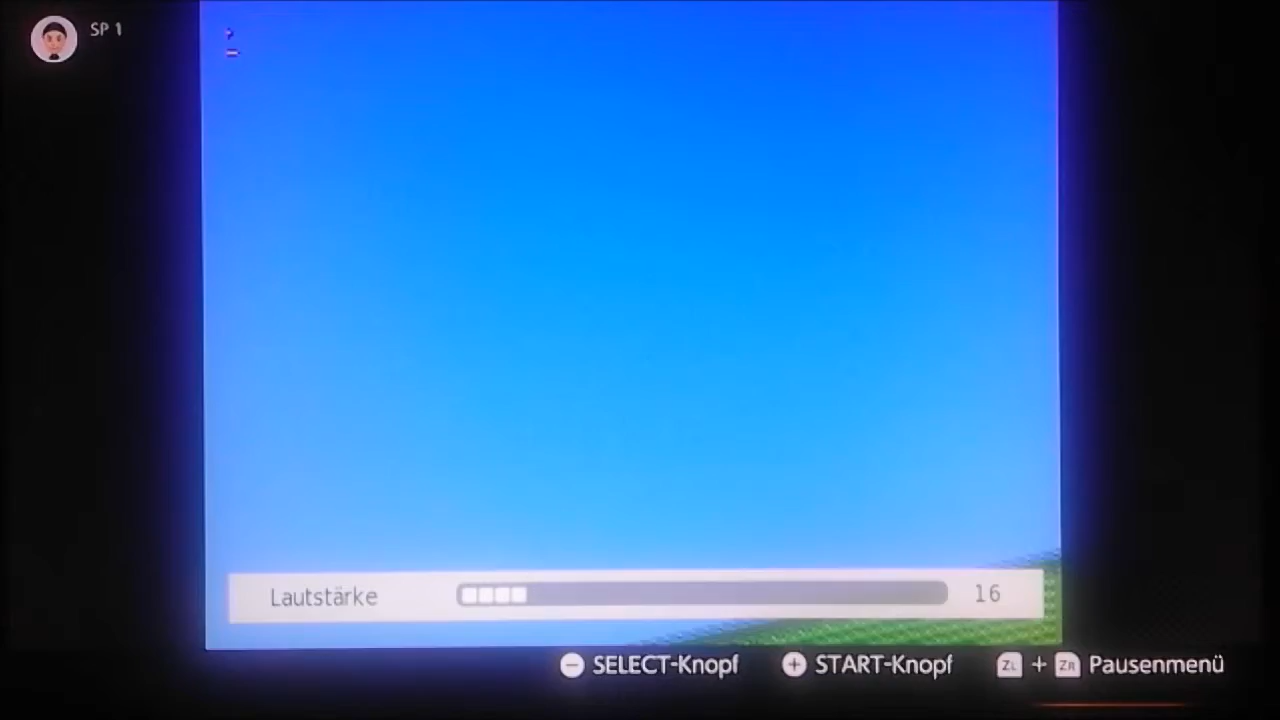 SP 1
Lautstärke 16
SELECT-Knopf START-Knopf ZL + ZR Pausenmenü